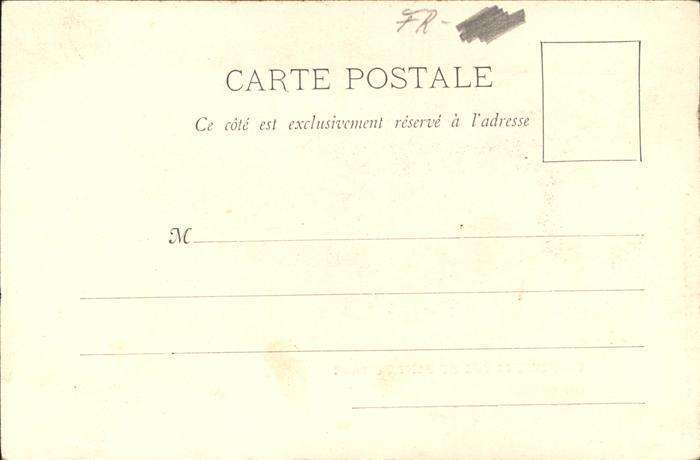 FR-
CARTE POSTALE
Ce côté est exclusivement réservé à l'adresse
M